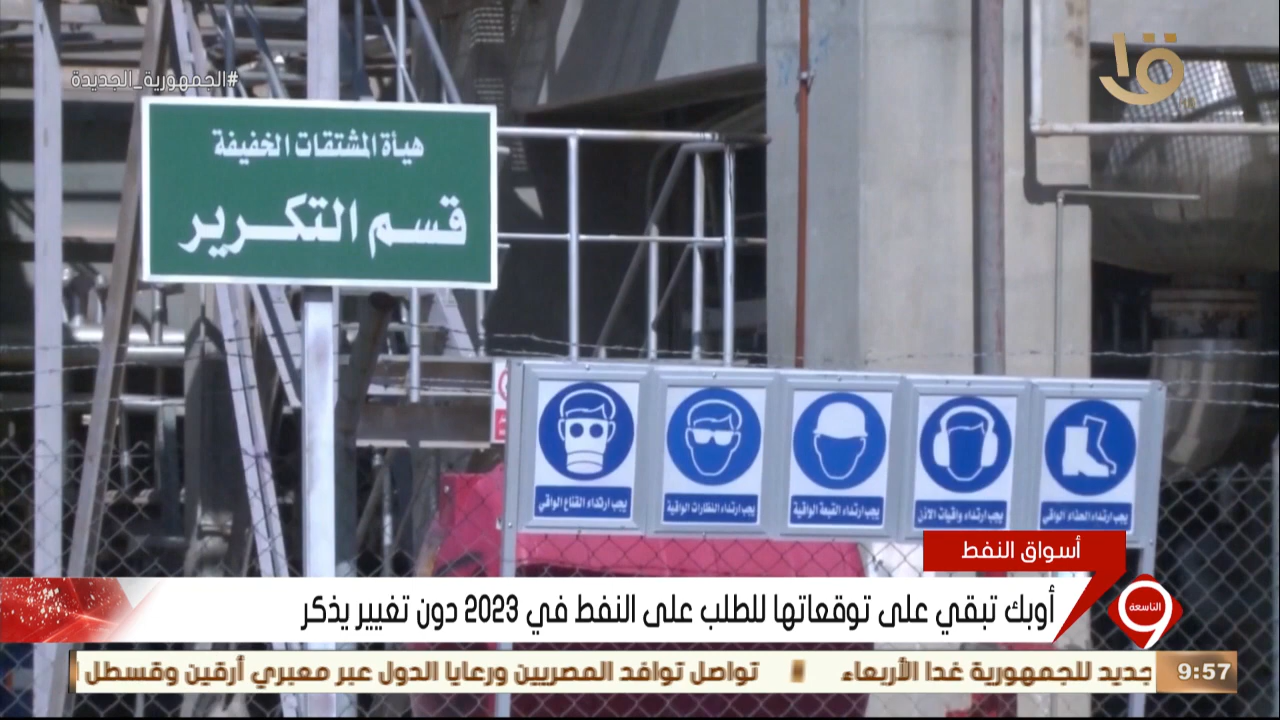 #الجمهورية_الجديدة
هيأة المشتقات الخفيفة
قسم التكرير
يجب ارتداء القناع الواقي
يجب ارتداء النظارات الواقية
يجب ارتداء القبعة الواقية
يجب ارتداء واقيات الاذن
يجب ارتداء الحذاء الواقي
أسواق النفط
أوبك تبقي على توقعاتها للطلب على النفط في 2023 دون تغيير يذكر
التاسعة
9
جديد للجمهورية غدا الأربعاء
تواصل توافد المصريين ورعايا الدول عبر معبري أرقين وقسطل
9:57